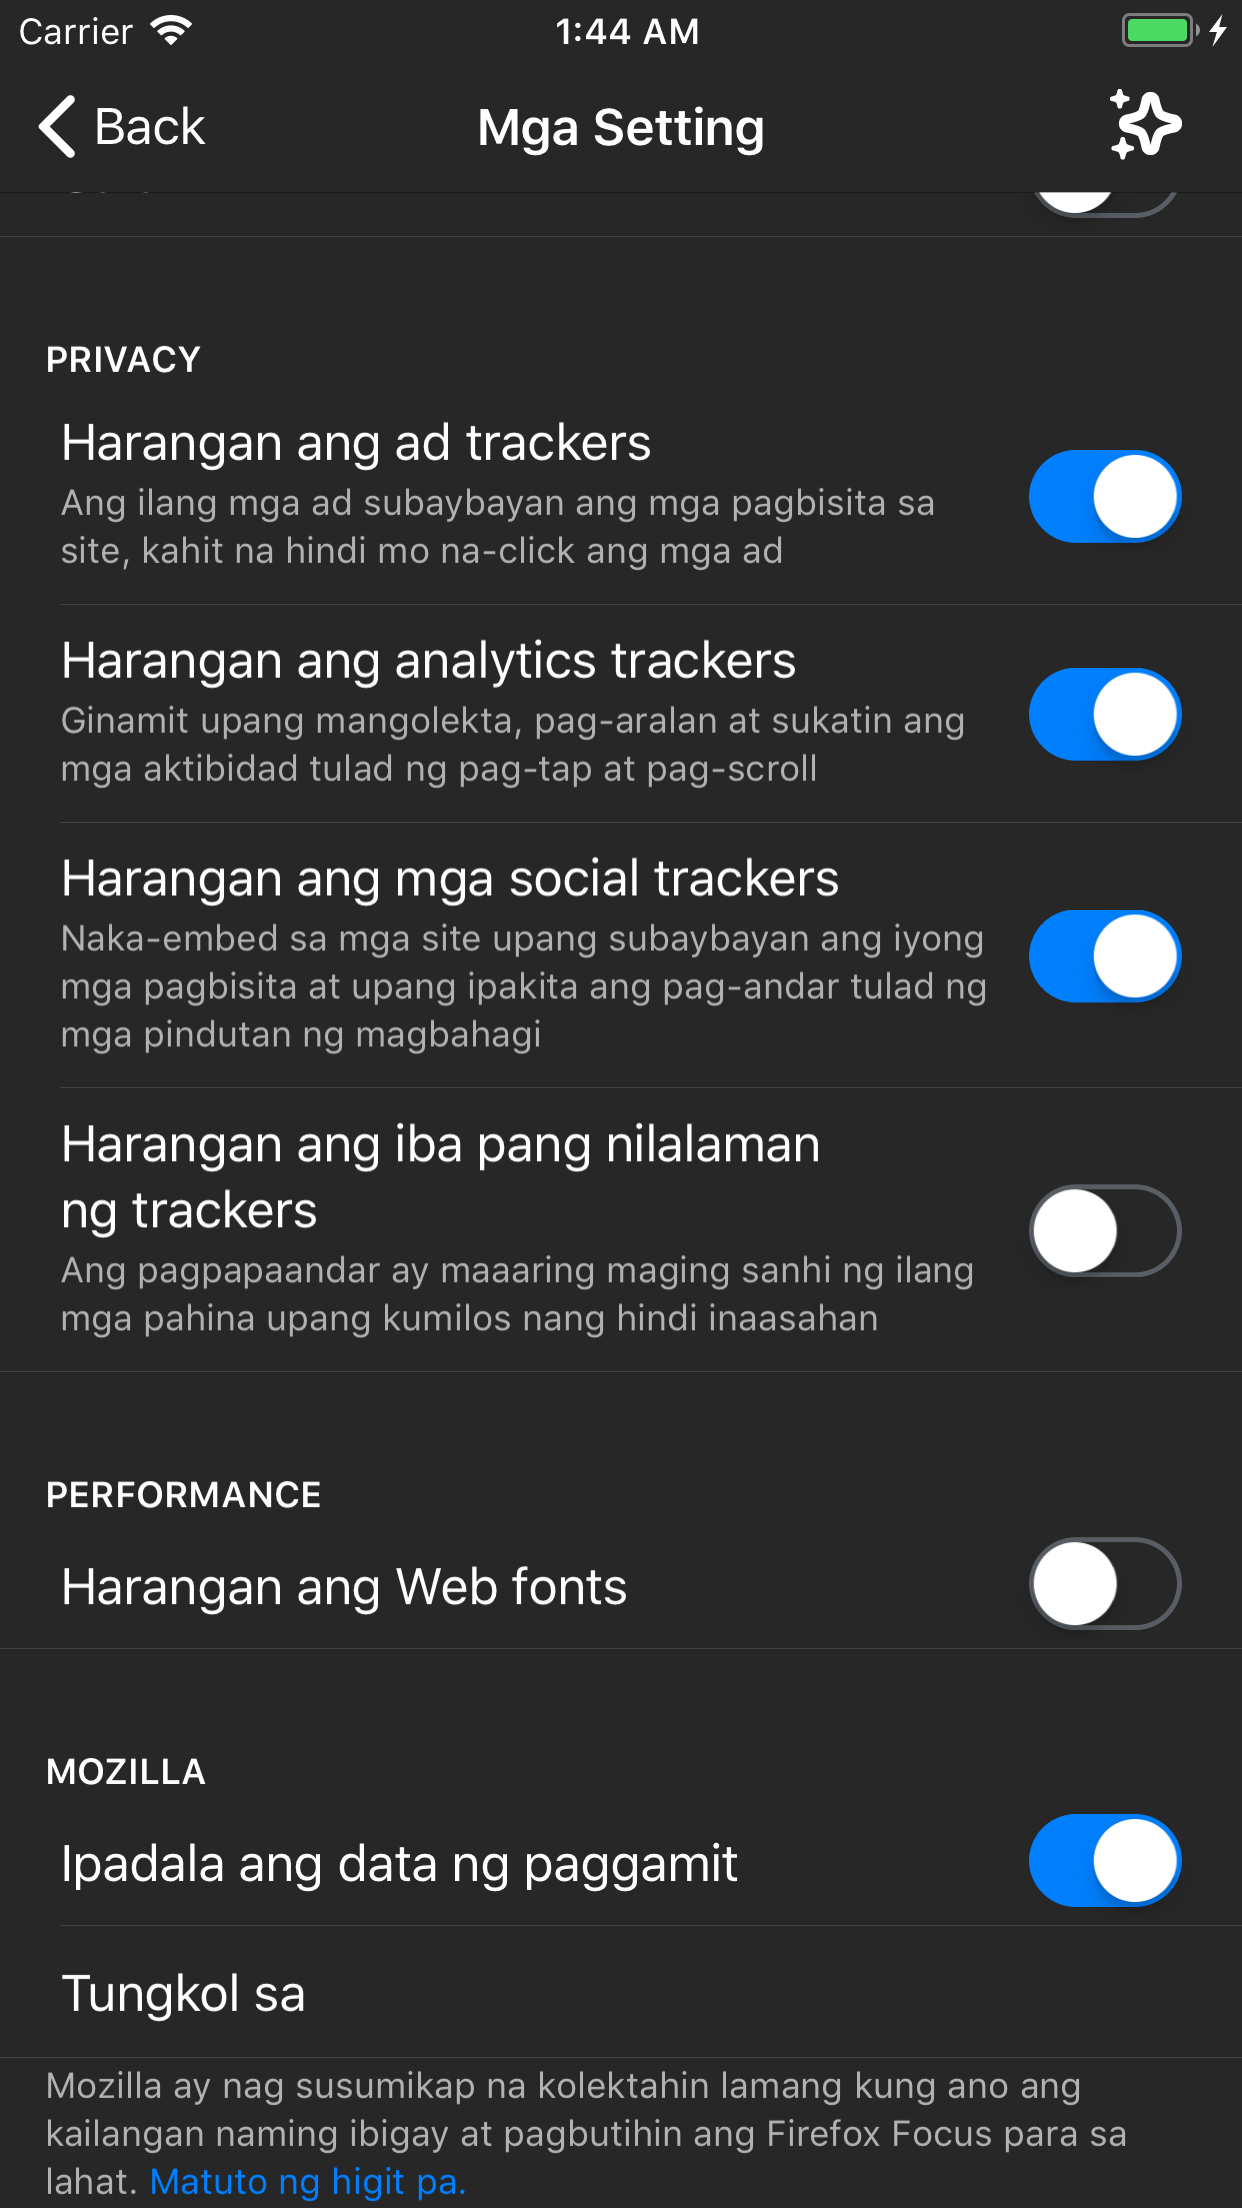 Carrier
1:44 AM
Back
Mga Setting
PRIVACY
Harangan ang ad trackers
Ang ilang mga ad subaybayan ang mga pagbisita sa
site, kahit na hindi mo na-click ang mga ad
Harangan ang analytics trackers
Ginamit upang mangolekta, pag-aralan at sukatin ang
mga aktibidad tulad ng pag-tap at pag-scroll
Harangan ang mga social trackers
Naka-embed sa mga site upang subaybayan ang iyong
mga pagbisita at upang ipakita ang pag-andar tulad ng
mga pindutan ng magbahagi
Harangan ang iba pang nilalaman
ng trackers
Ang pagpapaandar ay maaaring maging sanhi ng ilang
mga pahina upang kumilos nang hindi inaasahan
PERFORMANCE
Harangan ang Web fonts
MOZILLA
Ipadala ang data ng paggamit
Tungkol sa
Mozilla ay nag susumikap na kolektahin lamang kung ano ang
kailangan naming ibigay at pagbutihin ang Firefox Focus para sa
lahat. Matuto ng higit pa.